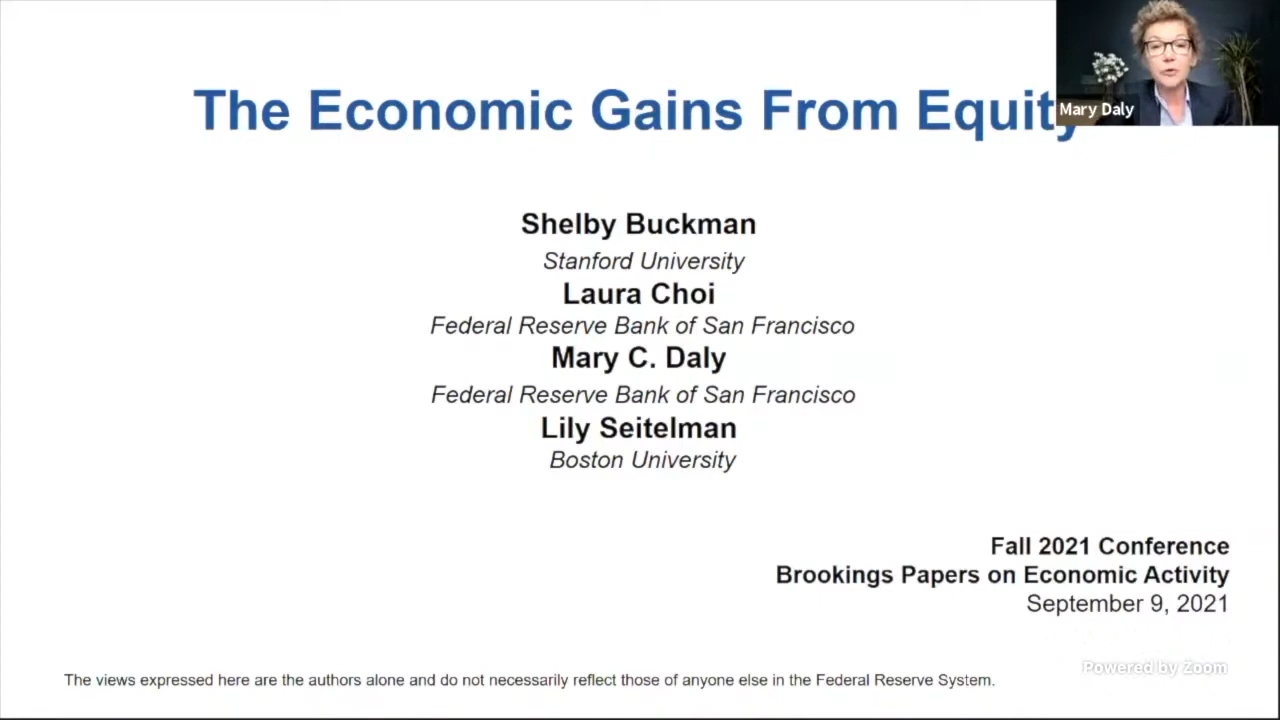 The Economic Gains From Equity
Mary Daly
Shelby Buckman
Stanford University
Laura Choi
Federal Reserve Bank of San Francisco
Mary C. Daly
Federal Reserve Bank of San Francisco
Lily Seitelman
Boston University
Fall 2021 Conference
Brookings Papers on Economic Activity
September 9, 2021
Powered by Zoom
The views expressed here are the authors alone and do not necessarily reflect those of anyone else in the Federal Reserve System.